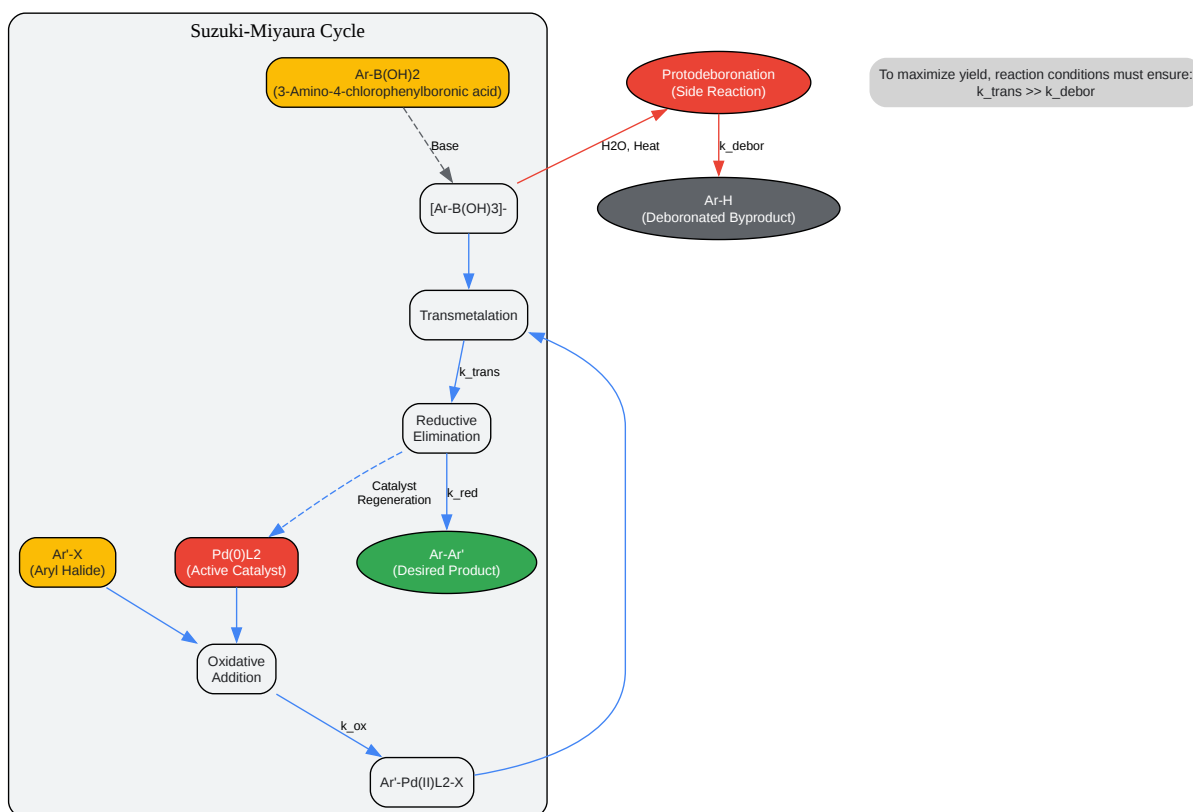 Suzuki-Miyaura Cycle
Ar-B(OH)2
(3-Amino-4-chlorophenylboronic acid)
Protodeboronation
(Side Reaction)
To maximize yield, reaction conditions must ensure:
k_trans >> k_debor
Base
H2O, Heat
k_debor
[Ar-B(OH)3]-
Ar-H
(Deboronated Byproduct)
Transmetalation
k_trans
Reductive
Elimination
Catalyst
Regeneration
k_red
Ar'-X
(Aryl Halide)
Pd(0)L2
(Active Catalyst)
Ar-Ar'
(Desired Product)
Oxidative
Addition
k_ox
Ar'-Pd(II)L2-X